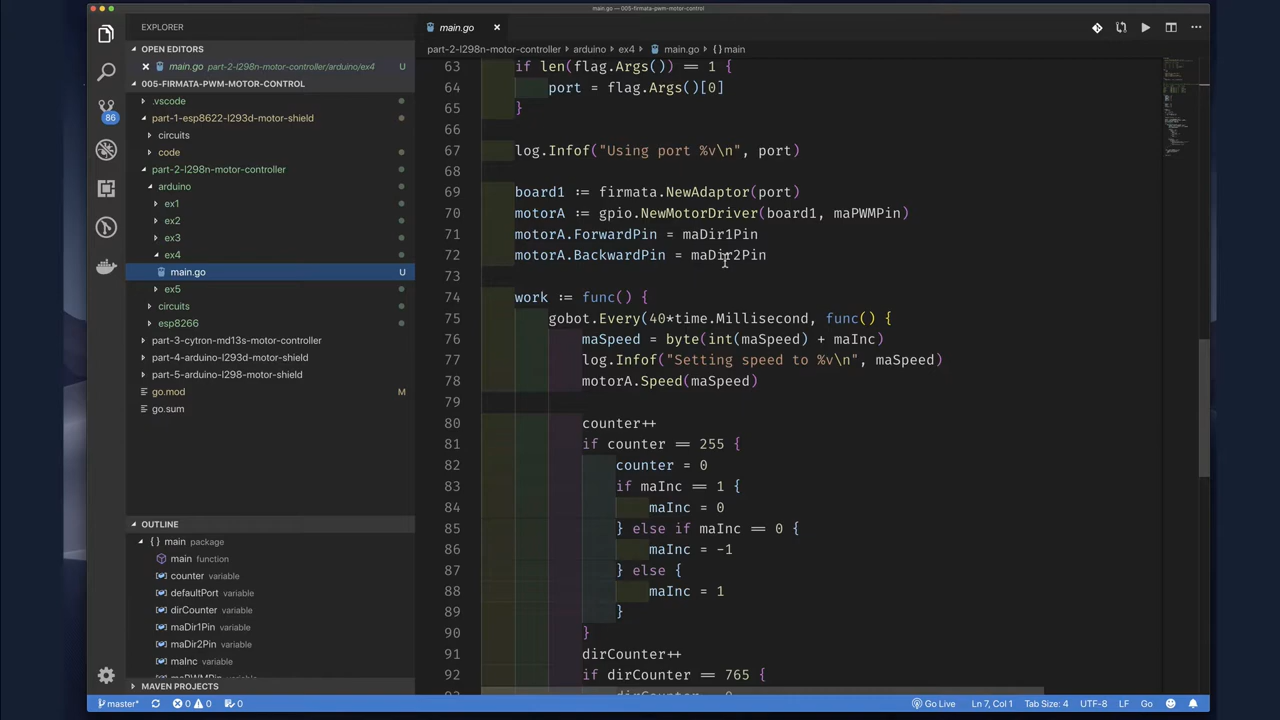 main.go — 005-firmata-pwm-motor-control
EXPLORER
OPEN EDITORS
main.go part-2-l298n-motor-controller/arduino/ex4 U
005-FIRMATA-PWM-MOTOR-CONTROL
.vscode
part-1-esp8622-l293d-motor-shield
circuits
code
part-2-l298n-motor-controller
arduino
ex1
ex2
ex3
ex4
main.go U
ex5
circuits
esp8266
part-3-cytron-md13s-motor-controller
part-4-arduino-l293d-motor-shield
part-5-arduino-l298-motor-shield
go.mod M
go.sum
86
OUTLINE
main package
main function
counter variable
defaultPort variable
dirCounter variable
maDir1Pin variable
maDir2Pin variable
maInc variable
maPWMPin variable
MAVEN PROJECTS
main.go
part-2-l298n-motor-controller arduino ex4 main.go {} main
63 if len(flag.Args()) == 1 {
64 port = flag.Args()[0]
65 }
66
67 log.Infof("Using port %v\n", port)
68
69 board1 := firmata.NewAdaptor(port)
70 motorA := gpio.NewMotorDriver(board1, maPWMPin)
71 motorA.ForwardPin = maDir1Pin
72 motorA.BackwardPin = maDir2Pin
73
74 work := func() {
75 gobot.Every(40*time.Millisecond, func() {
76 maSpeed = byte(int(maSpeed) + maInc)
77 log.Infof("Setting speed to %v\n", maSpeed)
78 motorA.Speed(maSpeed)
79
80 counter++
81 if counter == 255 {
82 counter = 0
83 if maInc == 1 {
84 maInc = 0
85 } else if maInc == 0 {
86 maInc = -1
87 } else {
88 maInc = 1
89 }
90 }
91 dirCounter++
92 if dirCounter == 765 {
master* 0 0 0 Go Live Ln 7, Col 1 Tab Size: 4 UTF-8 LF Go